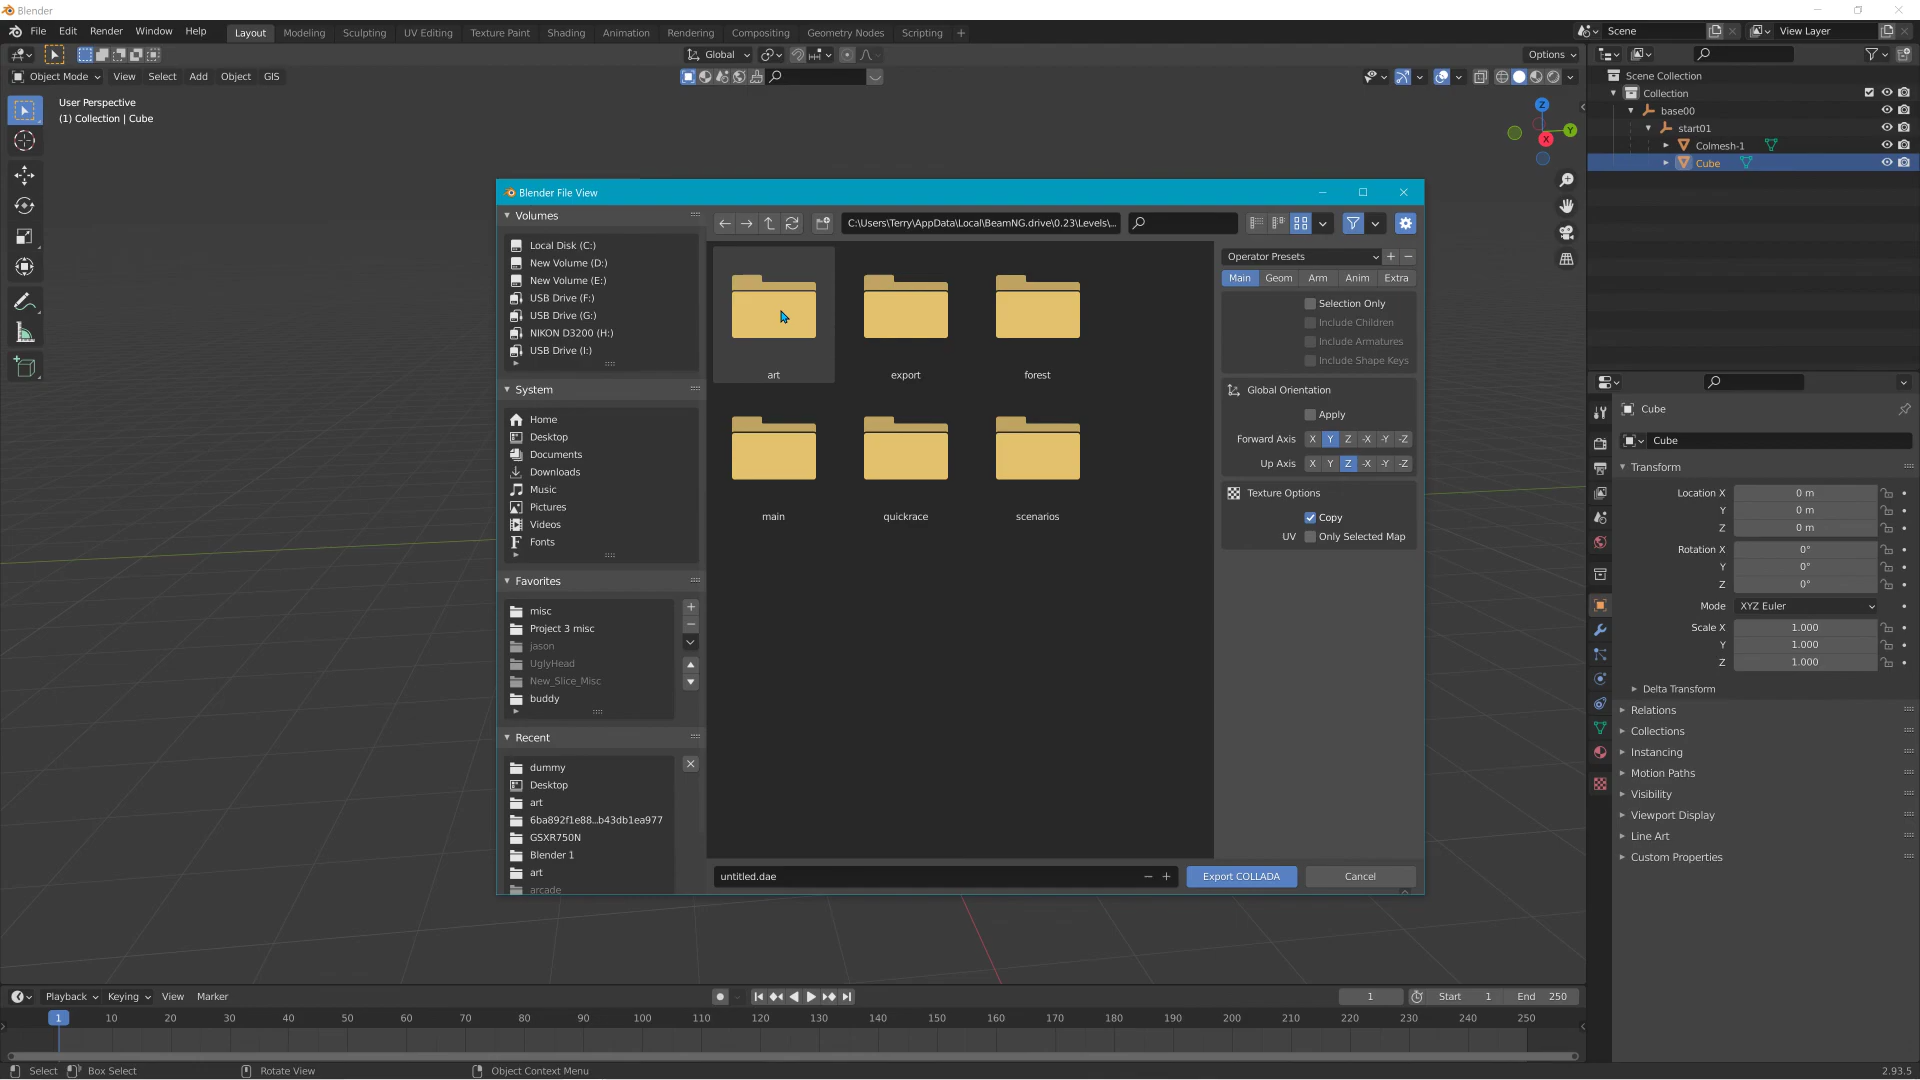 Blender
File Edit Render Window Help
Layout Modeling Sculpting UV Editing Texture Paint Shading Animation Rendering Compositing Geometry Nodes Scripting +
Scene
View Layer
Global
Options
Object Mode View Select Add Object GIS
User Perspective
(1) Collection | Cube
Z
Y
X
Scene Collection
Collection
base00
start01
Colmesh-1
Cube
Blender File View
Volumes
Local Disk (C:)
New Volume (D:)
New Volume (E:)
USB Drive (F:)
USB Drive (G:)
NIKON D3200 (H:)
USB Drive (I:)
System
Home
Desktop
Documents
Downloads
Music
Pictures
Videos
Fonts
Favorites
misc
Project 3 misc
Jason
UglyHead
New_Slice_Misc
buddy
Recent
dummy
Desktop
art
6ba892f1e88...b43db1ea977
GSXR750N
Blender 1
art
arcade
C:\Users\Terry\AppData\Local\BeamNG.drive\0.23\Levels\...
art
export
forest
main
quickrace
scenarios
untitled.dae
Export COLLADA
Cancel
Operator Presets
Main Geom Arm Anim Extra
Selection Only
Include Children
Include Armatures
Include Shape Keys
Global Orientation
Apply
Forward Axis X Y Z -X -Y -Z
Up Axis X Y Z -X -Y -Z
Texture Options
Copy
UV Only Selected Map
Cube
Cube
Transform
Location X 0 m
Y 0 m
Z 0 m
Rotation X 0°
Y 0°
Z 0°
Mode XYZ Euler
Scale X 1.000
Y 1.000
Z 1.000
Delta Transform
Relations
Collections
Instancing
Motion Paths
Visibility
Viewport Display
Line Art
Custom Properties
Playback Keying View Marker
1 Start 1 End 250
1 10 20 30 40 50 60 70 80 90 100 110 120 130 140 150 160 170 180 190 200 210 220 230 240 250
Select Box Select Rotate View Object Context Menu
2.93.5